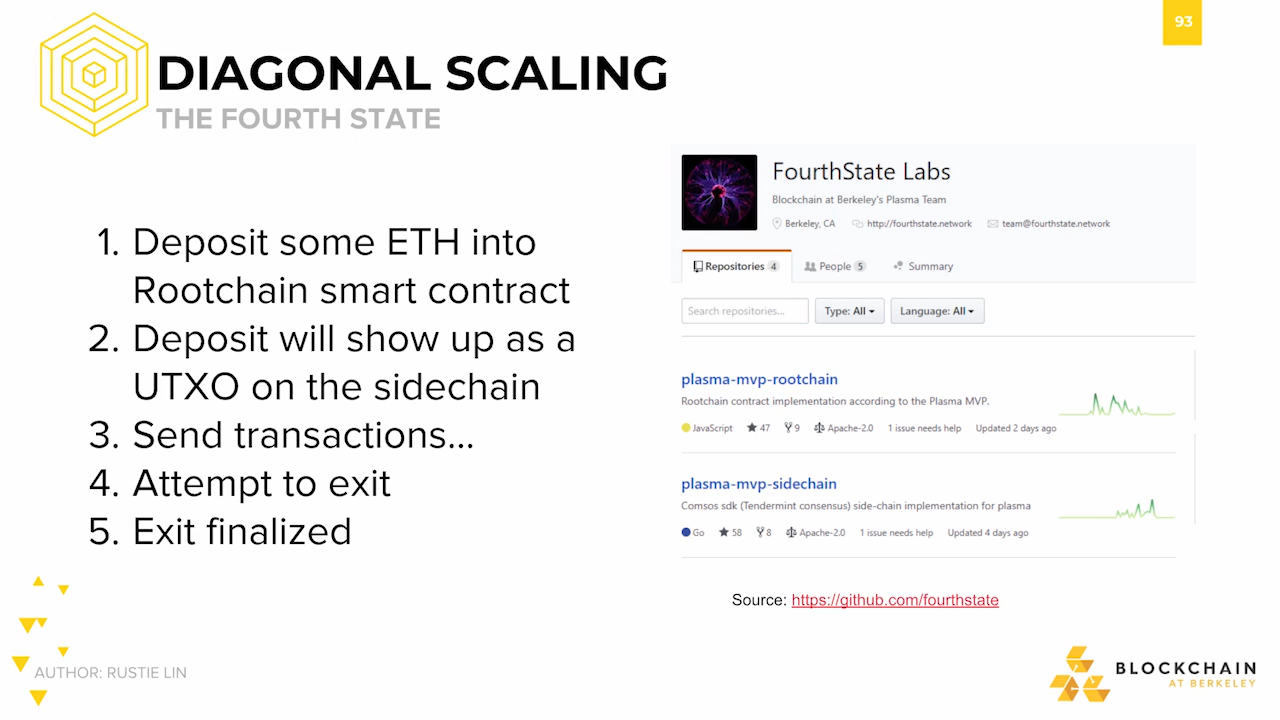 93
DIAGONAL SCALING
THE FOURTH STATE
1. Deposit some ETH into
Rootchain smart contract
2. Deposit will show up as a
UTXO on the sidechain
3. Send transactions...
4. Attempt to exit
5. Exit finalized
FourthState Labs
Blockchain at Berkeley's Plasma Team
Berkeley, CA http://fourthstate.network team@fourthstate.network
Repositories 4 People 5 Summary
Search repositories... Type: All Language: All
plasma-mvp-rootchain
Rootchain contract implementation according to the Plasma MVP.
JavaScript 47 9 Apache-2.0 1 issue needs help Updated 2 days ago
plasma-mvp-sidechain
Comsos sdk (Tendermint consensus) side-chain implementation for plasma
Go 58 8 Apache-2.0 1 issue needs help Updated 4 days ago
Source: https://github.com/fourthstate
AUTHOR: RUSTIE LIN
BLOCKCHAIN
AT BERKELEY